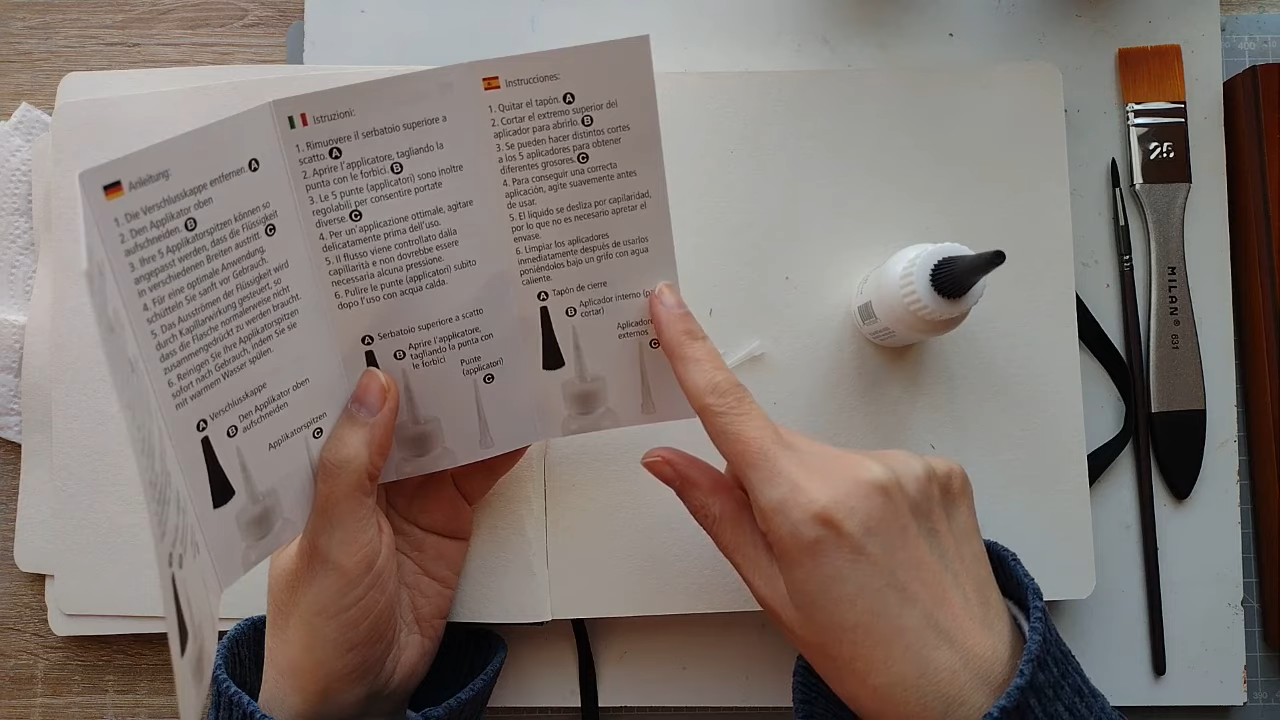 Anleitung:
1. Die Verschlusskappe entfernen. A
2. Den Applikator oben
aufschneiden. B
3. Ihre 5 Applikatorspitzen können so
angepasst werden, dass die Flüssigkeit
in verschiedenen Breiten austritt. C
4. Für eine optimale Anwendung,
schütteln Sie sanft vor Gebrauch.
5. Das Ausströmen der Flüssigkeit wird
durch Kapillarwirkung gesteuert, so
dass die Flasche normalerweise nicht
zusammengedrückt zu werden braucht.
6. Reinigen Sie Ihre Applikatorspitzen
sofort nach Gebrauch, indem Sie sie
mit warmem Wasser spülen.
A Verschlusskappe
B Den Applikator oben
aufschneiden
Applikatorspitzen
C
Istruzioni:
1. Rimuovere il serbatoio superiore a
scatto. A
2. Aprire l'applicatore, tagliando la
punta con le forbici. B
3. Le 5 punte (applicatori) sono inoltre
regolabili per consentire portate
diverse. C
4. Per un'applicazione ottimale, agitare
delicatamente prima dell'uso.
5. Il flusso viene controllato dalla
capillarità e non dovrebbe essere
necessaria alcuna pressione.
6. Pulire le punte (applicatori) subito
dopo l'uso con acqua calda.
A Serbatoio superiore a scatto
B Aprire l'applicatore,
tagliando la punta con
le forbici
Punte
(applicatori)
C
Instrucciones:
1. Quitar el tapón. A
2. Cortar el extremo superior del
aplicador para abrirlo. B
3. Se pueden hacer distintos cortes
a los 5 aplicadores para obtener
diferentes grosores. C
4. Para conseguir una correcta
aplicación, agite suavemente antes
de usar.
5. El líquido se desliza por capilaridad,
por lo que no es necesario apretar el
envase.
6. Limpiar los aplicadores
inmediatamente después de usarlos
poniéndolos bajo un grifo con agua
caliente.
A Tapón de cierre
B Aplicador interno
cortar)
externos
C
25
MILAN®
631
400